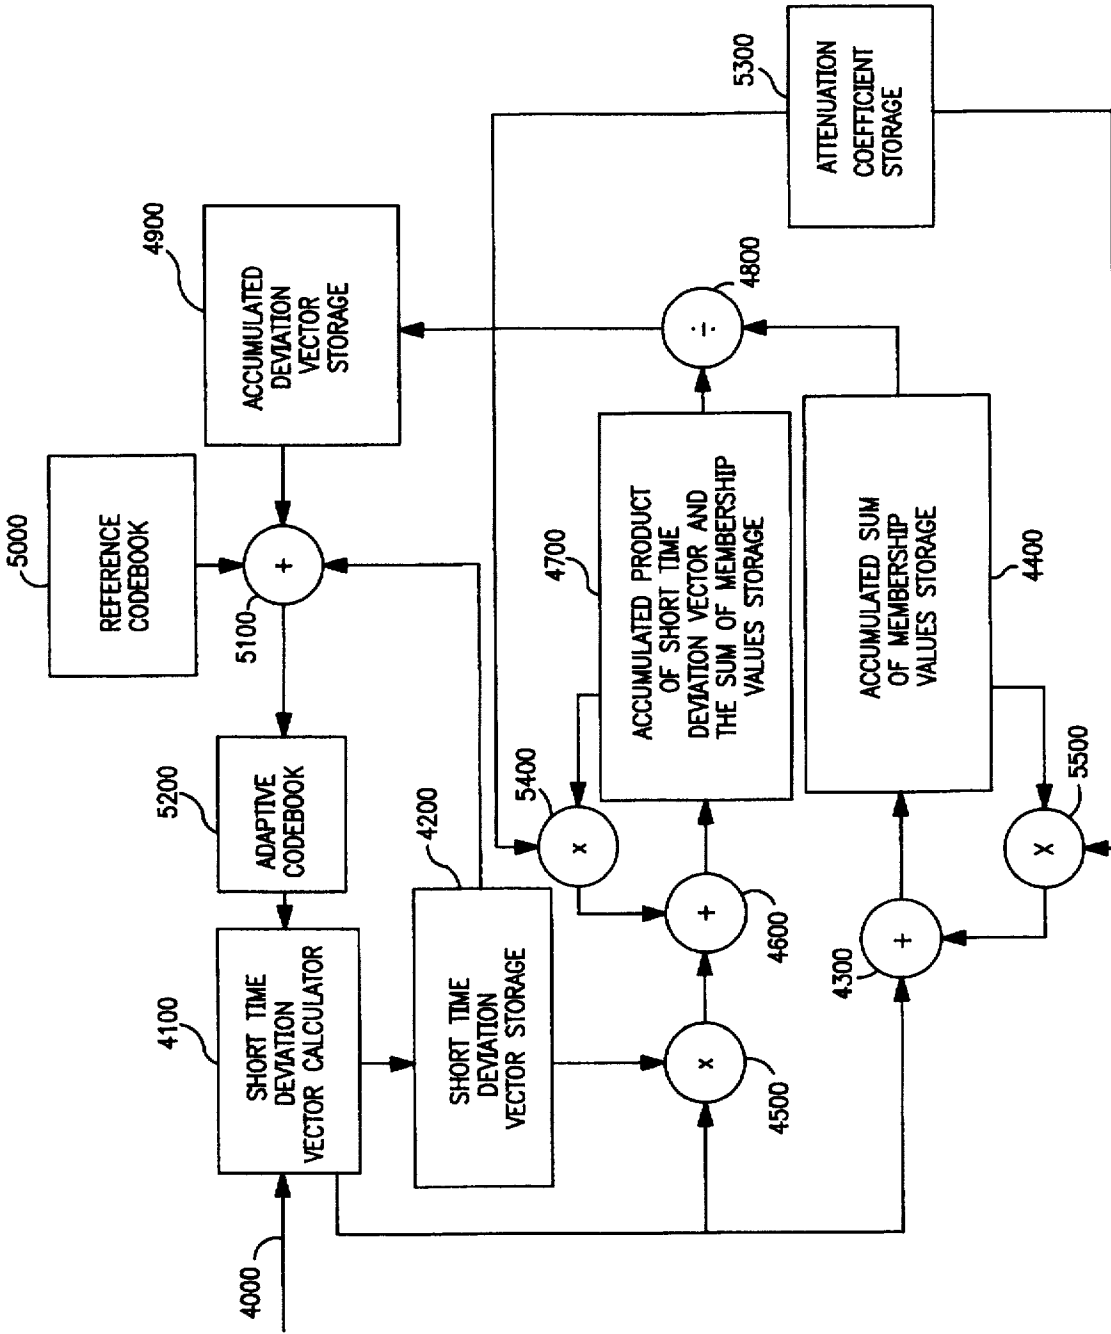 4000
4100
SHORT TIME
DEVIATION
VECTOR CALCULATOR
5200
ADAPTIVE
CODEBOOK
5100
+
5000
REFERENCE
CODEBOOK
4900
ACCUMULATED
DEVIATION
VECTOR
STORAGE
4200
SHORT TIME
DEVIATION
VECTOR STORAGE
5400
x
4500
x
4600
+
4700
ACCUMULATED PRODUCT
OF SHORT TIME
DEVIATION VECTOR AND
THE SUM OF MEMBERSHIP
VALUES STORAGE
4800
÷
5300
ATTENUATION
COEFFICIENT
STORAGE
4300
+
4400
ACCUMULATED SUM
OF MEMBERSHIP
VALUES STORAGE
5500
X